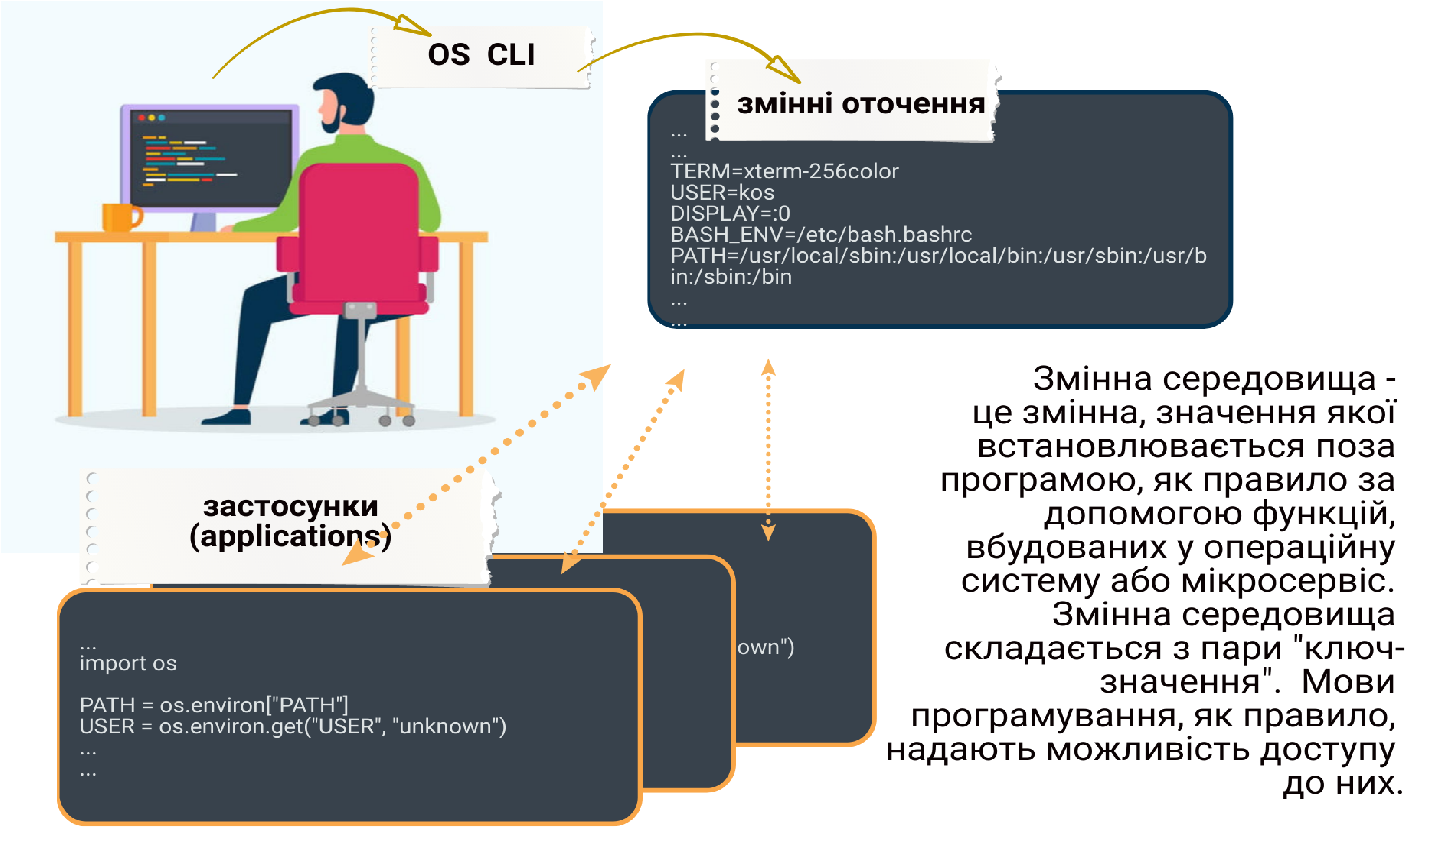 OS CLI
змінні оточення
...
...
TERM=xterm-256color
USER=kos
DISPLAY=:0
BASH_ENV=/etc/bash.bashrc
PATH=/usr/local/sbin:/usr/local/bin:/usr/sbin:/usr/b
in:/sbin:/bin
...
...
Змінна середовища -
це змінна, значення якої
встановлюється поза
програмою, як правило за
допомогою функцій,
вбудованих у операційну
систему або мікросервіс.
Змінна середовища
складається з пари "ключ-
значення". Мови
програмування, як правило,
надають можливість доступу
до них.
застосунки
(applications)
...
import os
PATH = os.environ["PATH"]
USER = os.environ.get("USER", "unknown")
...
...
own")